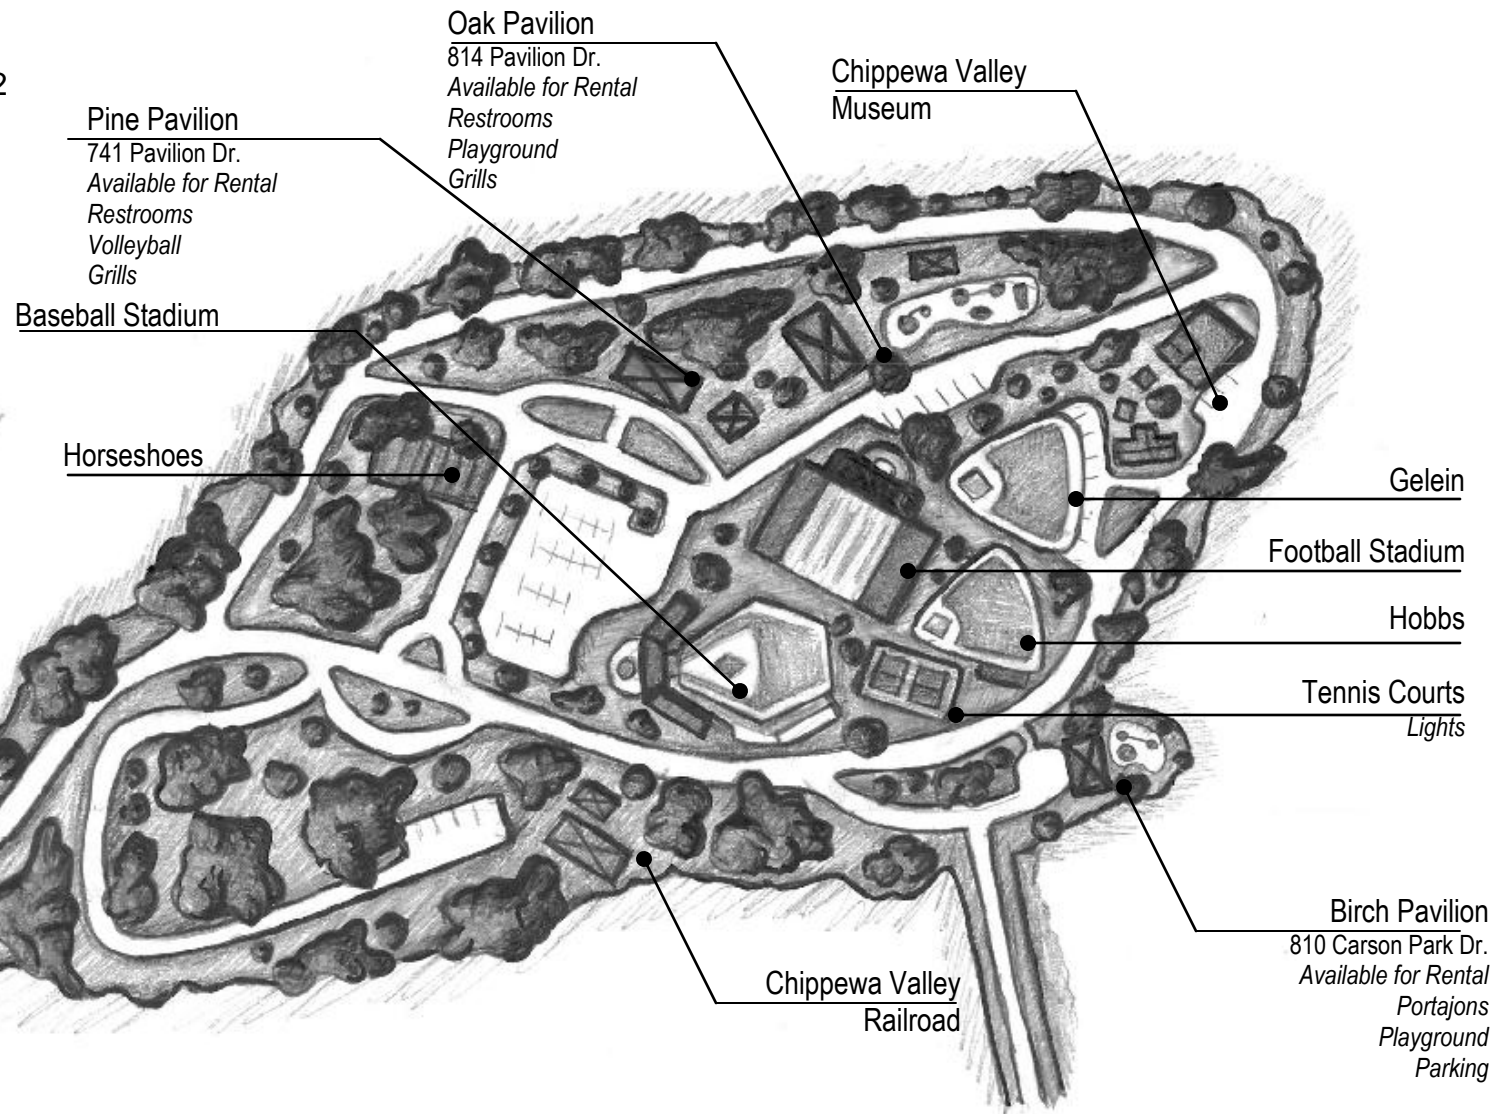 Oak Pavilion
814 Pavilion Dr.
Available for Rental
Restrooms
Playground
Grills
Chippewa Valley
Museum
2
Pine Pavilion
741 Pavilion Dr.
Available for Rental
Restrooms
Volleyball
Grills
Baseball Stadium
Horseshoes
Gelein
Football Stadium
Hobbs
Tennis Courts
Lights
Birch Pavilion
810 Carson Park Dr.
Available for Rental
Portajons
Playground
Parking
Chippewa Valley
Railroad